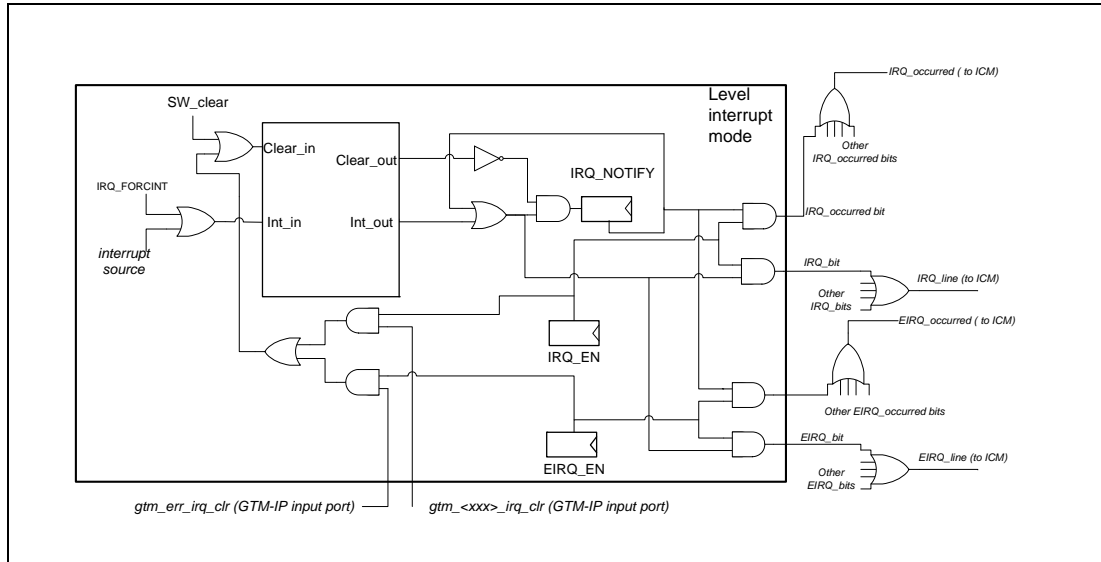 IRQ_occurred ( to ICM)
Level
interrupt
mode
SW_clear
Other
IRQ_occurred bits
Clear_in
Clear_out
IRQ_NOTIFY
IRQ_FORCINT
IRQ_occurred bit
Int_in
Int_out
interrupt
source
IRQ_bit
IRQ_line (to ICM)
Other
IRQ_bits
EIRQ_occurred ( to ICM)
IRQ_EN
Other EIRQ_occurred bits
EIRQ_bit
EIRQ_line (to ICM)
EIRQ_EN
Other
EIRQ_bits
gtm_err_irq_clr (GTM-IP input port)
gtm_<xxx>_irq_clr (GTM-IP input port)